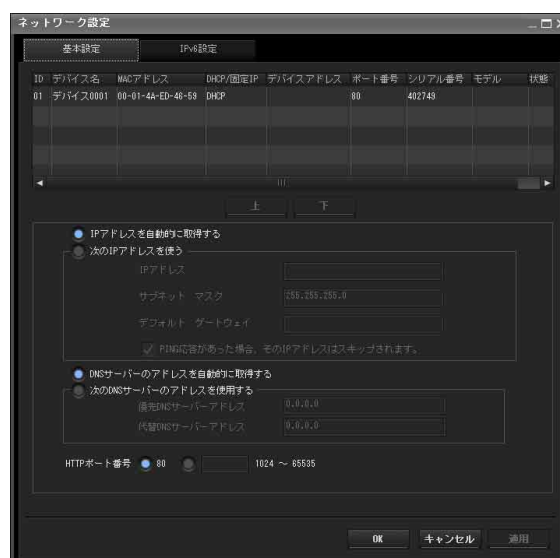 ネットワーク設定
基本設定 IPv6設定
ID デバイス名 MACアドレス DHCP/固定IP デバイスアドレス ポート番号 シリアル番号 モデル 状態
01 デバイス0001 00-01-4A-ED-46-59 DHCP 80 402749
上 下
IPアドレスを自動的に取得する
次のIPアドレスを使う
IPアドレス
サブネット マスク 255.255.255.0
デフォルト ゲートウェイ
PING応答があった場合、そのIPアドレスはスキップされます。
DNSサーバーのアドレスを自動的に取得する
次のDNSサーバーのアドレスを使用する
優先DNSサーバーアドレス 0.0.0.0
代替DNSサーバーアドレス 0.0.0.0
HTTPポート番号 80 1024 ～ 65535
OK キャンセル 適用